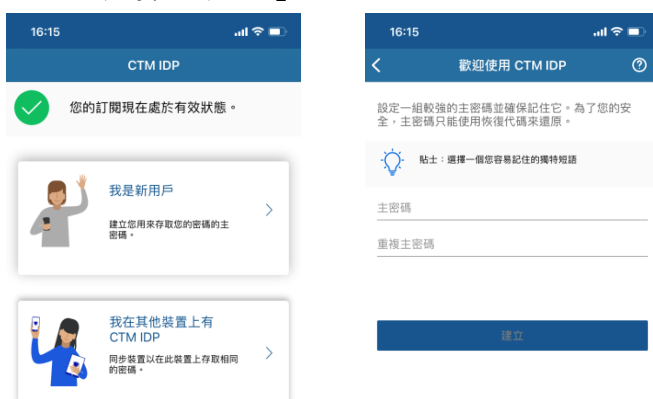 16:15
CTM IDP
您的訂閱現在處於有效狀態。
我是新用戶
建立您用來存取您的密碼的主
密碼。
我在其他裝置上有
CTM IDP
同步裝置以在此裝置上存取相同
的密碼。
16:15
歡迎使用 CTM IDP
設定一組較強的主密碼並確保記住它。為了您的安
全，主密碼只能使用恢復代碼來還原。
貼士：選擇一個您容易記住的獨特短語
主密碼
重複主密碼
建立